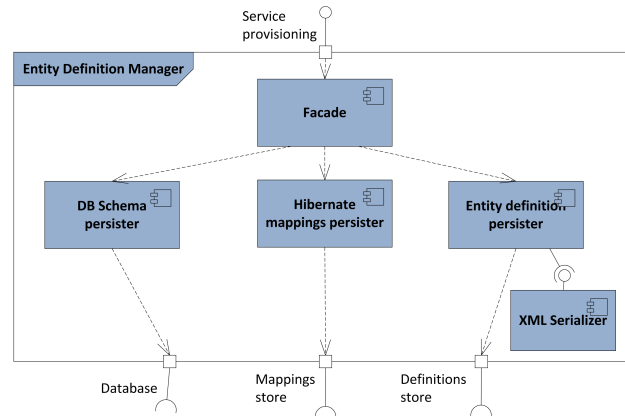 Service
provisioning
Entity Definition Manager
Facade
DB Schema
persister
Hibernate
mappings persister
Entity definition
persister
XML Serializer
Database
Mappings
store
Definitions
store